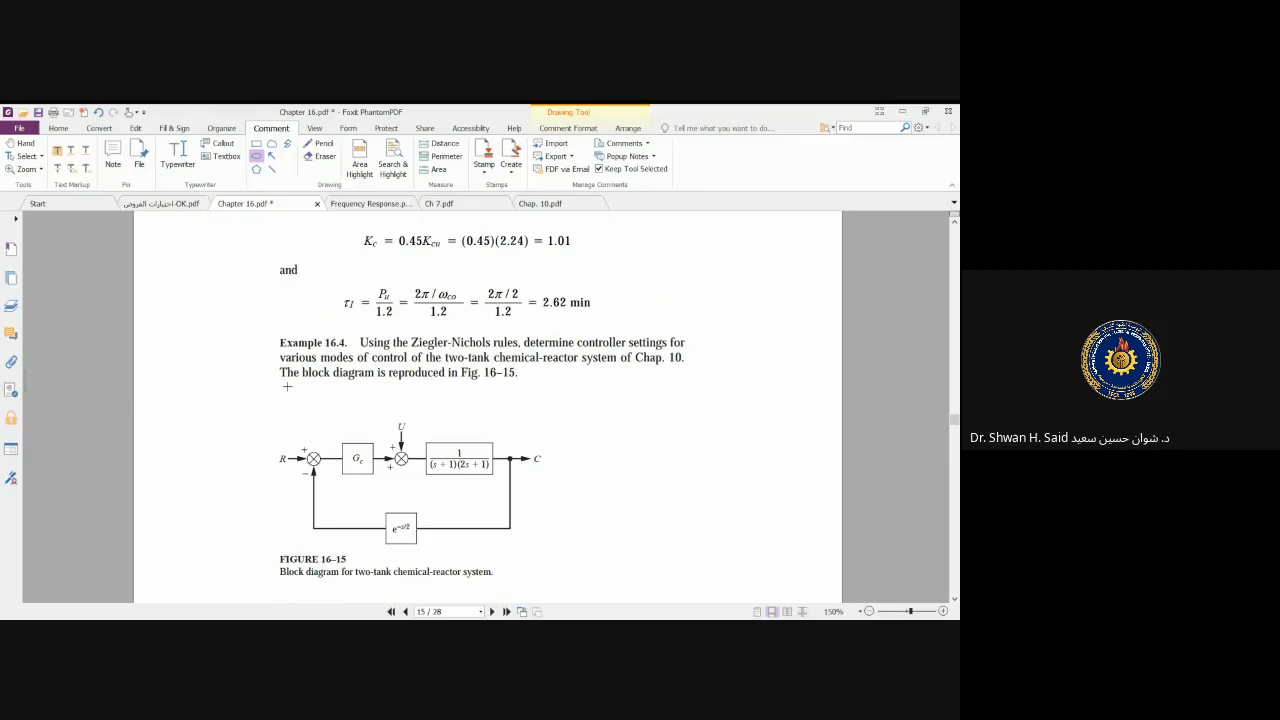 Chapter 16.pdf * - Foxit PhantomPDF
Drawing Tool
File Home Convert Edit Fill & Sign Organize Comment View Form Protect Share Accessibility Help Comment Format Arrange Tell me what you want to do... Find
Hand
Select
Zoom
Tools
Text Markup
Note
File
Pin
Typewriter
Callout
Textbox
Typewriter
Pencil
Eraser
Area Highlight
Search & Highlight
Drawing
Distance
Perimeter
Area
Measure
Stamp
Create
Stamps
Import
Export
FDF via Email
Comments
Popup Notes
Keep Tool Selected
Manage Comments
Start
اختيارات الفروض-OK.pdf
Chapter 16.pdf *
Frequency Response.p...
Ch 7.pdf
Chap. 10.pdf
K_c = 0.45K_cu = (0.45)(2.24) = 1.01
and
τ_I = P_u / 1.2 = (2π / ω_co) / 1.2 = (2π / 2) / 1.2 = 2.62 min
Example 16.4. Using the Ziegler-Nichols rules, determine controller settings for
various modes of control of the two-tank chemical-reactor system of Chap. 10.
The block diagram is reproduced in Fig. 16–15.
U
R + − G_c + + 1 / (s + 1)(2s + 1) C
e^−s/2
FIGURE 16–15
Block diagram for two-tank chemical-reactor system.
15 / 28
150%
Dr. Shwan H. Said د. شوان حسين سعيد